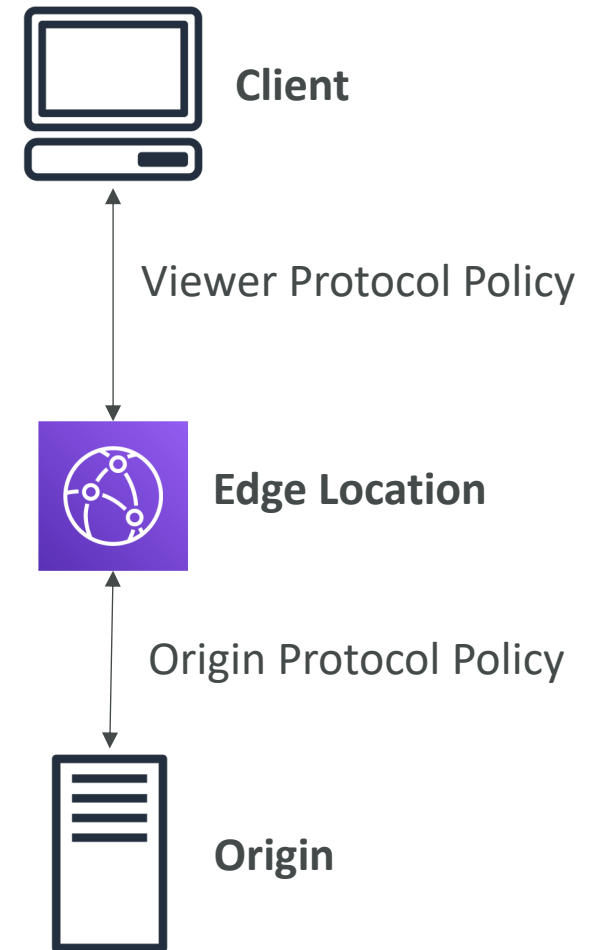 Client
Viewer Protocol Policy
Edge Location
Origin Protocol Policy
Origin